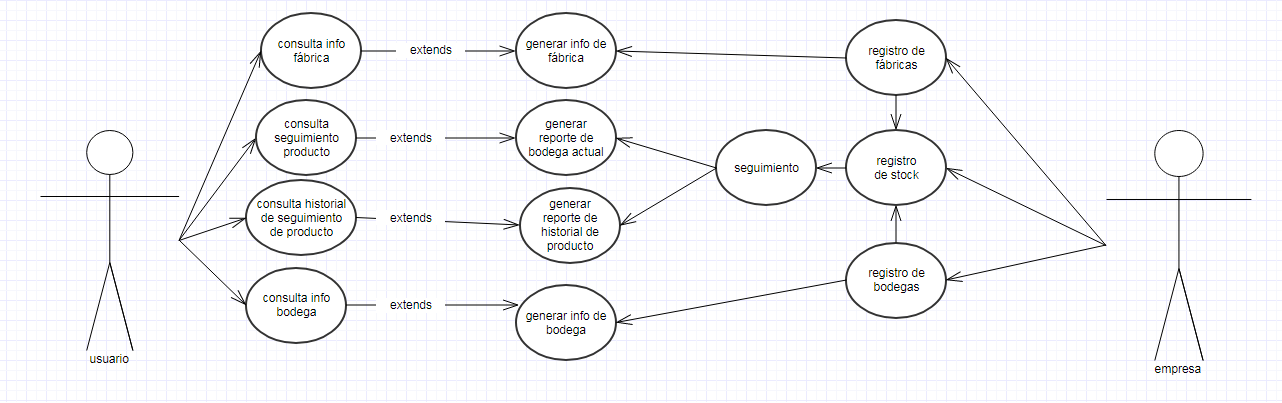 consulta info
fábrica
extends
generar info de
fábrica
registro de
fábricas
consulta
seguimiento
producto
extends
generar
reporte de
bodega actual
seguimiento
registro
de stock
consulta historial
de seguimiento
de producto
extends
generar
reporte de
historial de
producto
consulta info
bodega
extends
generar info de
bodega
registro de
bodegas
usuario
empresa